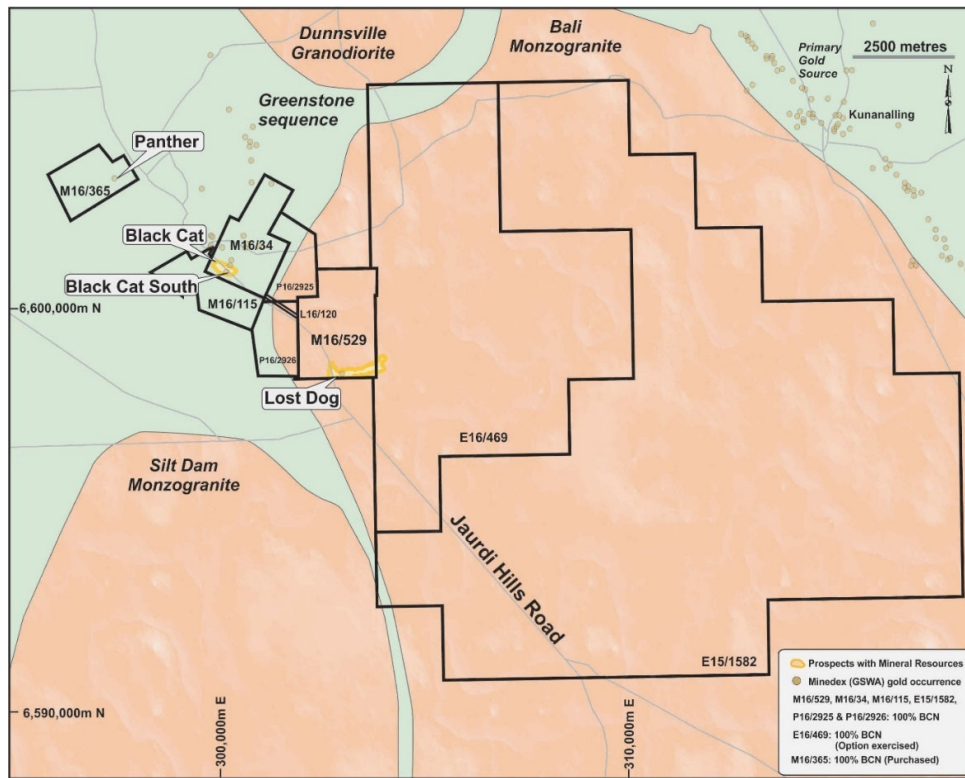 Dunnsville
Granodiorite
Bali
Monzogranite
Primary
Gold
Source
2500 metres
N
Kunanalling
Greenstone
sequence
Panther
M16/365
Black Cat
M16/34
Black Cat South
P16/2925
M16/115
6,600,000m N
L16/120
M16/529
P16/2926
Lost Dog
E16/469
Silt Dam
Monzogranite
Jaurdi Hills Road
E15/1582
6,590,000m N
300,000m E
310,000m E
Prospects with Mineral Resources
Minedex (GSWA) gold occurrence
M16/529, M16/34, M16/115, E15/1582,
P16/2925 & P16/2926: 100% BCN
E16/469: 100% BCN
(Option exercised)
M16/365: 100% BCN (Purchased)